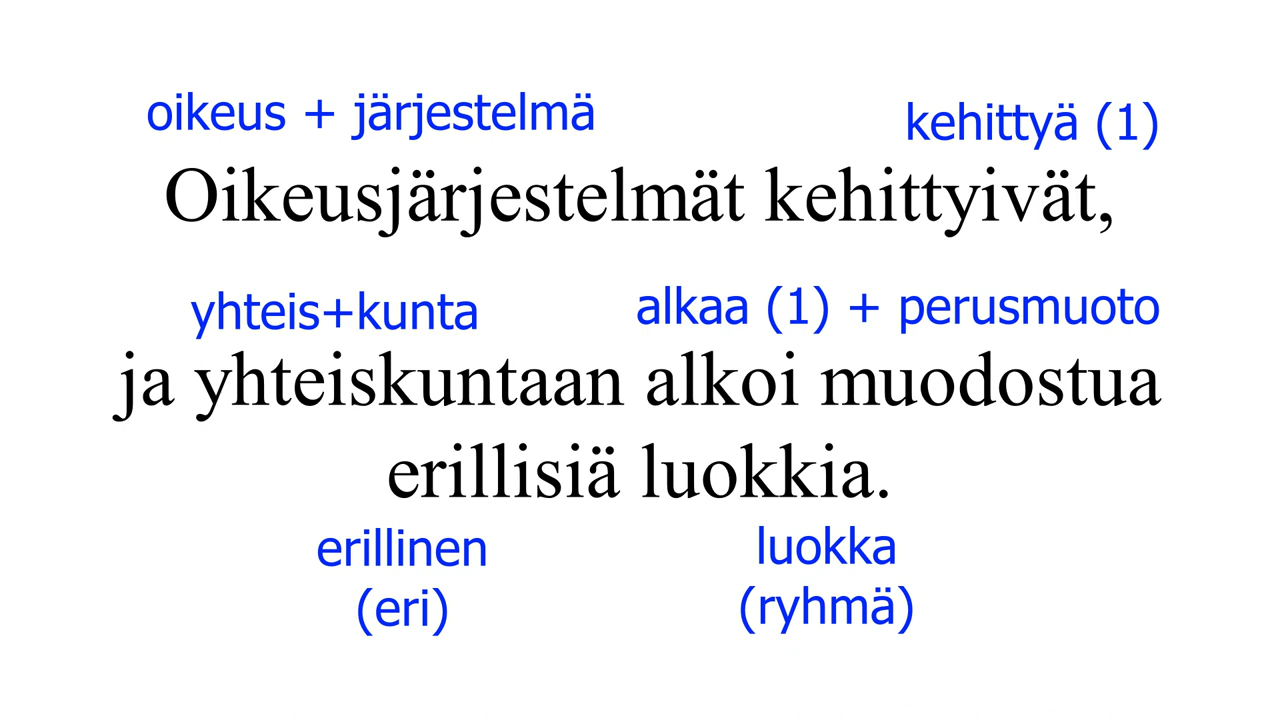 oikeus + järjestelmä kehittyä (1)
Oikeusjärjestelmät kehittyivät,
yhteis+kunta alkaa (1) + perusmuoto
ja yhteiskuntaan alkoi muodostua
erillisiä luokkia.
erillinen luokka
(eri) (ryhmä)